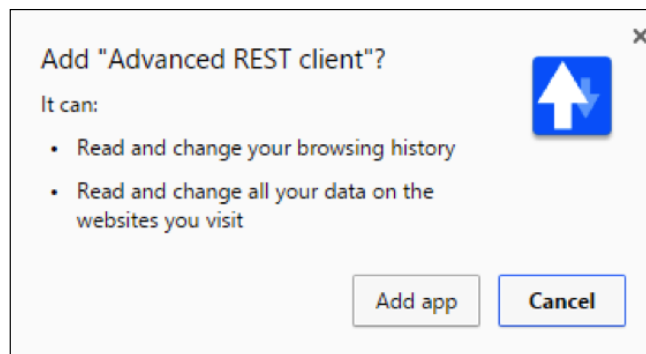 Add "Advanced REST client"?
It can:
• Read and change your browsing history
• Read and change all your data on the
websites you visit
Add app Cancel